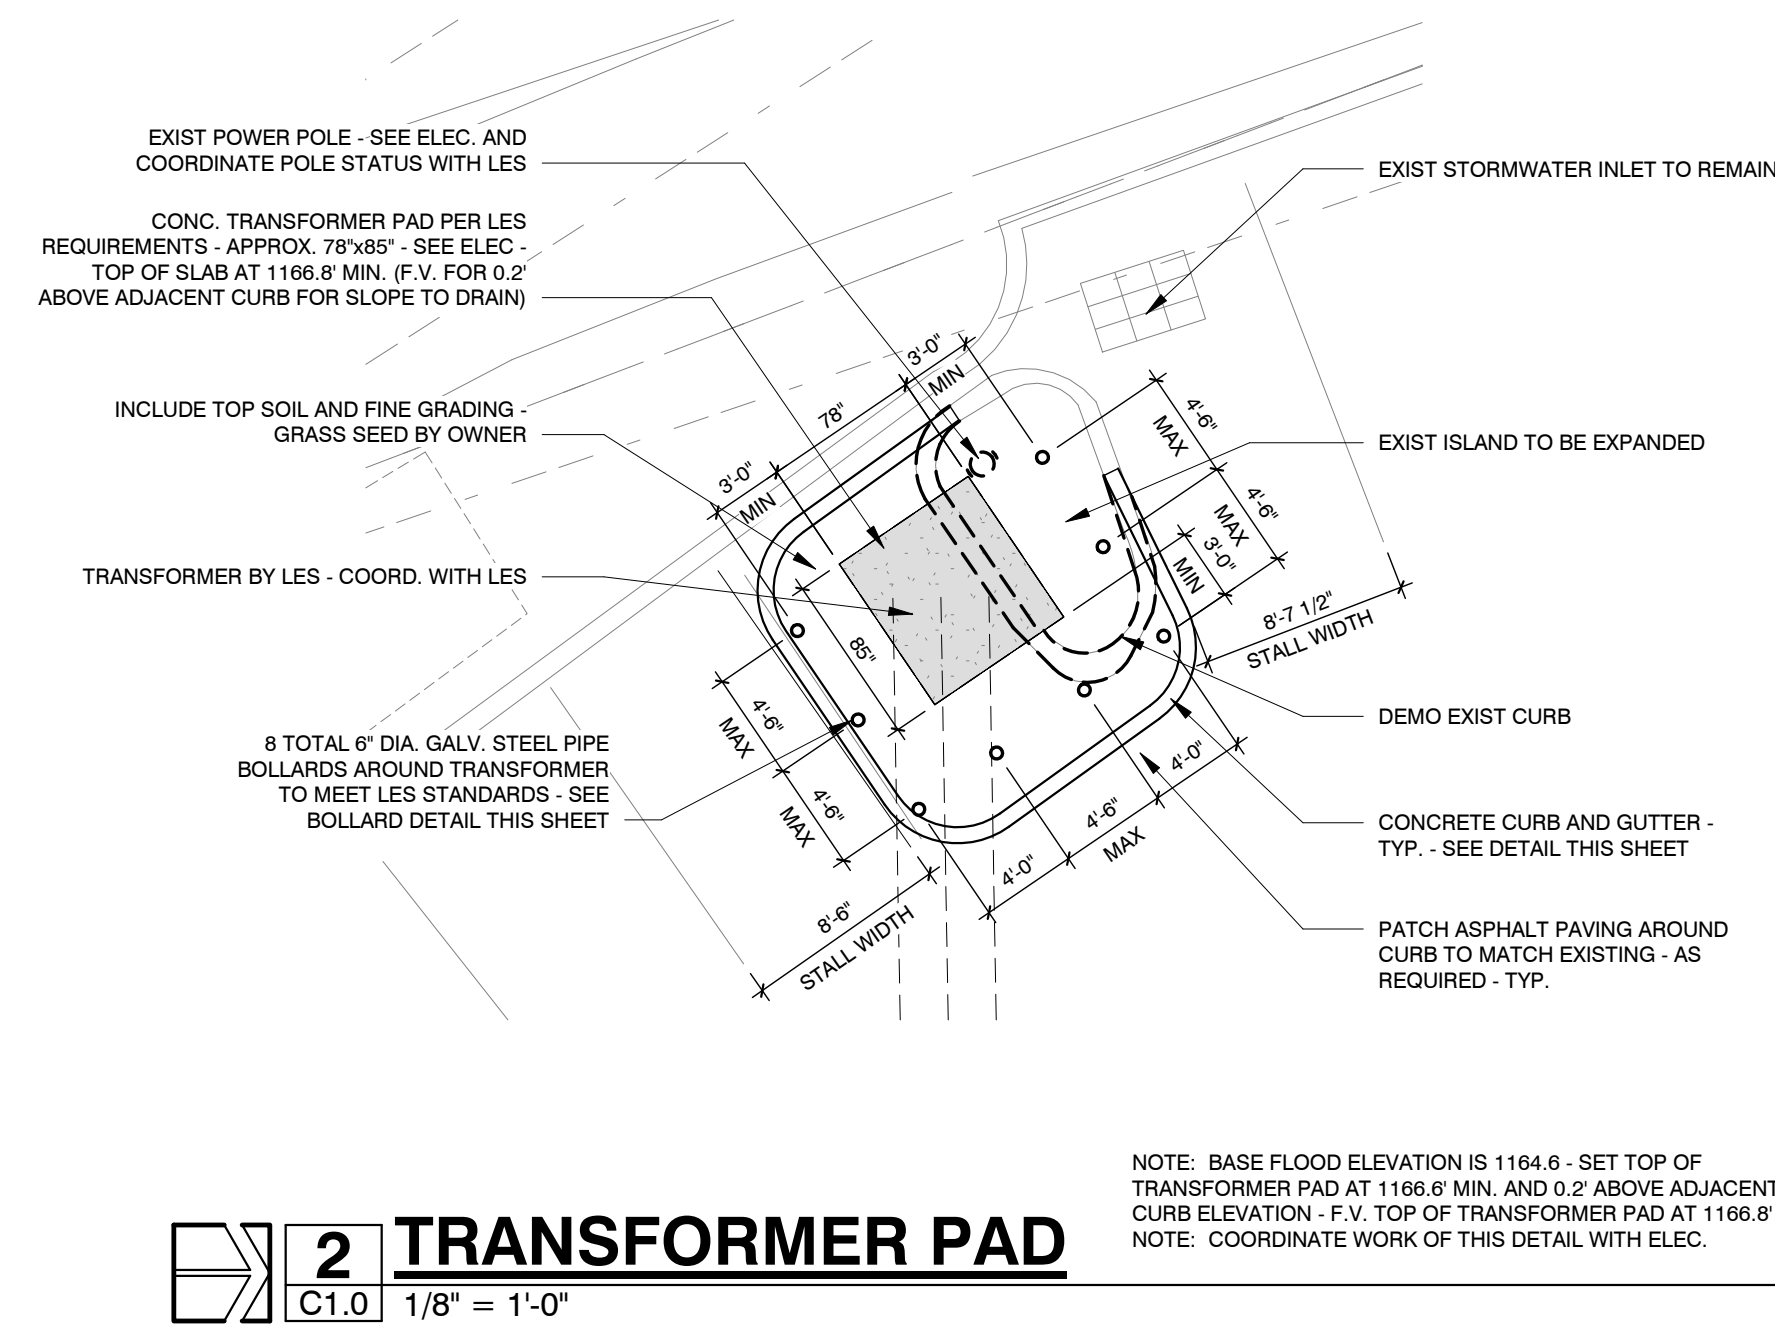 EXIST POWER POLE - SEE ELEC. AND
COORDINATE POLE STATUS WITH LES
CONC. TRANSFORMER PAD PER LES
REQUIREMENTS - APPROX. 78"x85" - SEE ELEC -
TOP OF SLAB AT 1166.8' MIN. (F.V. FOR 0.2'
ABOVE ADJACENT CURB FOR SLOPE TO DRAIN)
INCLUDE TOP SOIL AND FINE GRADING -
GRASS SEED BY OWNER
TRANSFORMER BY LES - COORD. WITH LES
8 TOTAL 6" DIA. GALV. STEEL PIPE
BOLLARDS AROUND TRANSFORMER
TO MEET LES STANDARDS - SEE
BOLLARD DETAIL THIS SHEET
3'-0"
MIN
78"
3'-0"
MIN
85"
4'-6"
MAX
4'-6"
MAX
8'-6"
STALL WIDTH
4'-0"
4'-6"
MAX
4'-0"
4'-6"
MAX
4'-6"
MAX
3'-0"
MIN
8'-7 1/2"
STALL WIDTH
EXIST STORMWATER INLET TO REMAIN
EXIST ISLAND TO BE EXPANDED
DEMO EXIST CURB
CONCRETE CURB AND GUTTER -
TYP. - SEE DETAIL THIS SHEET
PATCH ASPHALT PAVING AROUND
CURB TO MATCH EXISTING - AS
REQUIRED - TYP.
NOTE: BASE FLOOD ELEVATION IS 1164.6 - SET TOP OF
TRANSFORMER PAD AT 1166.6' MIN. AND 0.2' ABOVE ADJACENT
CURB ELEVATION - F.V. TOP OF TRANSFORMER PAD AT 1166.8'
NOTE: COORDINATE WORK OF THIS DETAIL WITH ELEC.
2
TRANSFORMER PAD
C1.0
1/8" = 1'-0"